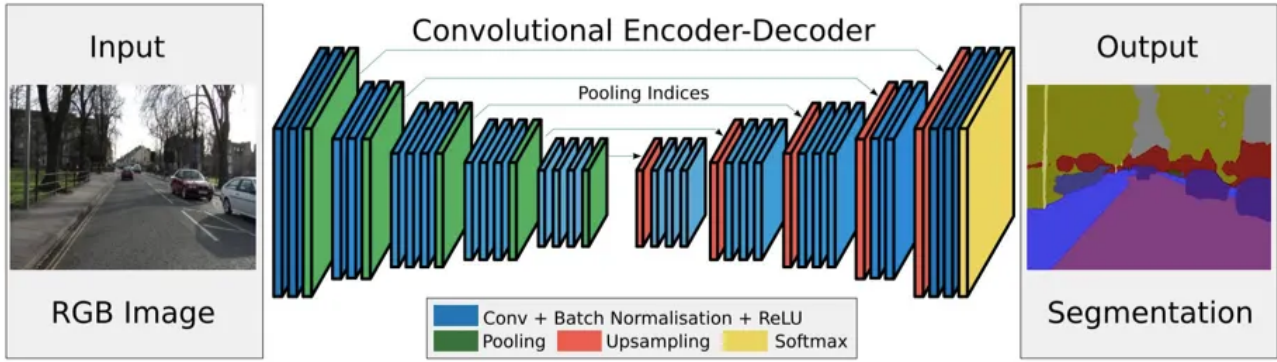 Input
RGB Image
Convolutional Encoder-Decoder
Pooling Indices
Conv + Batch Normalisation + ReLU
Pooling Upsampling Softmax
Output
Segmentation